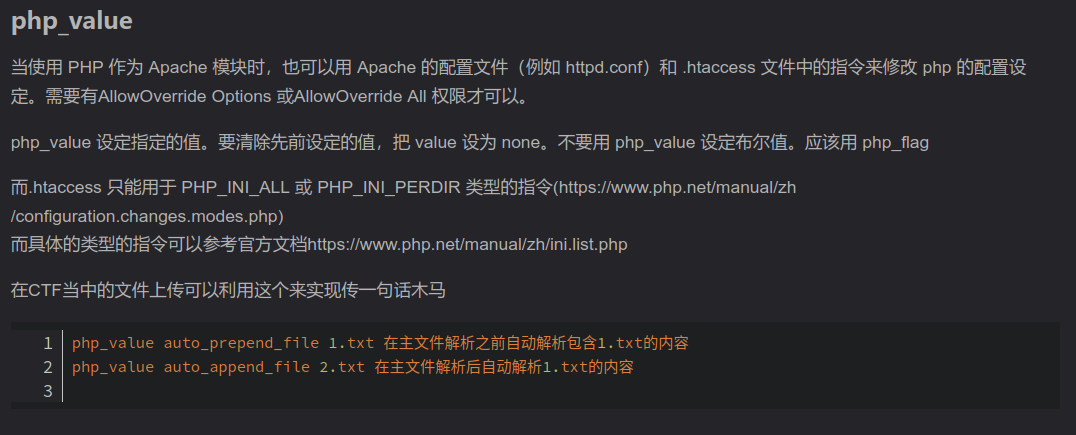 php_value
当使用 PHP 作为 Apache 模块时，也可以用 Apache 的配置文件（例如 httpd.conf）和 .htaccess 文件中的指令来修改 php 的配置设
定。需要有AllowOverride Options 或AllowOverride All 权限才可以。
php_value 设定指定的值。要清除先前设定的值，把 value 设为 none。不要用 php_value 设定布尔值。应该用 php_flag
而.htaccess 只能用于 PHP_INI_ALL 或 PHP_INI_PERDIR 类型的指令(https://www.php.net/manual/zh
/configuration.changes.modes.php)
而具体的类型的指令可以参考官方文档https://www.php.net/manual/zh/ini.list.php
在CTF当中的文件上传可以利用这个来实现传一句话木马
1 php_value auto_prepend_file 1.txt 在主文件解析之前自动解析包含1.txt的内容
2 php_value auto_append_file 2.txt 在主文件解析后自动解析1.txt的内容
3